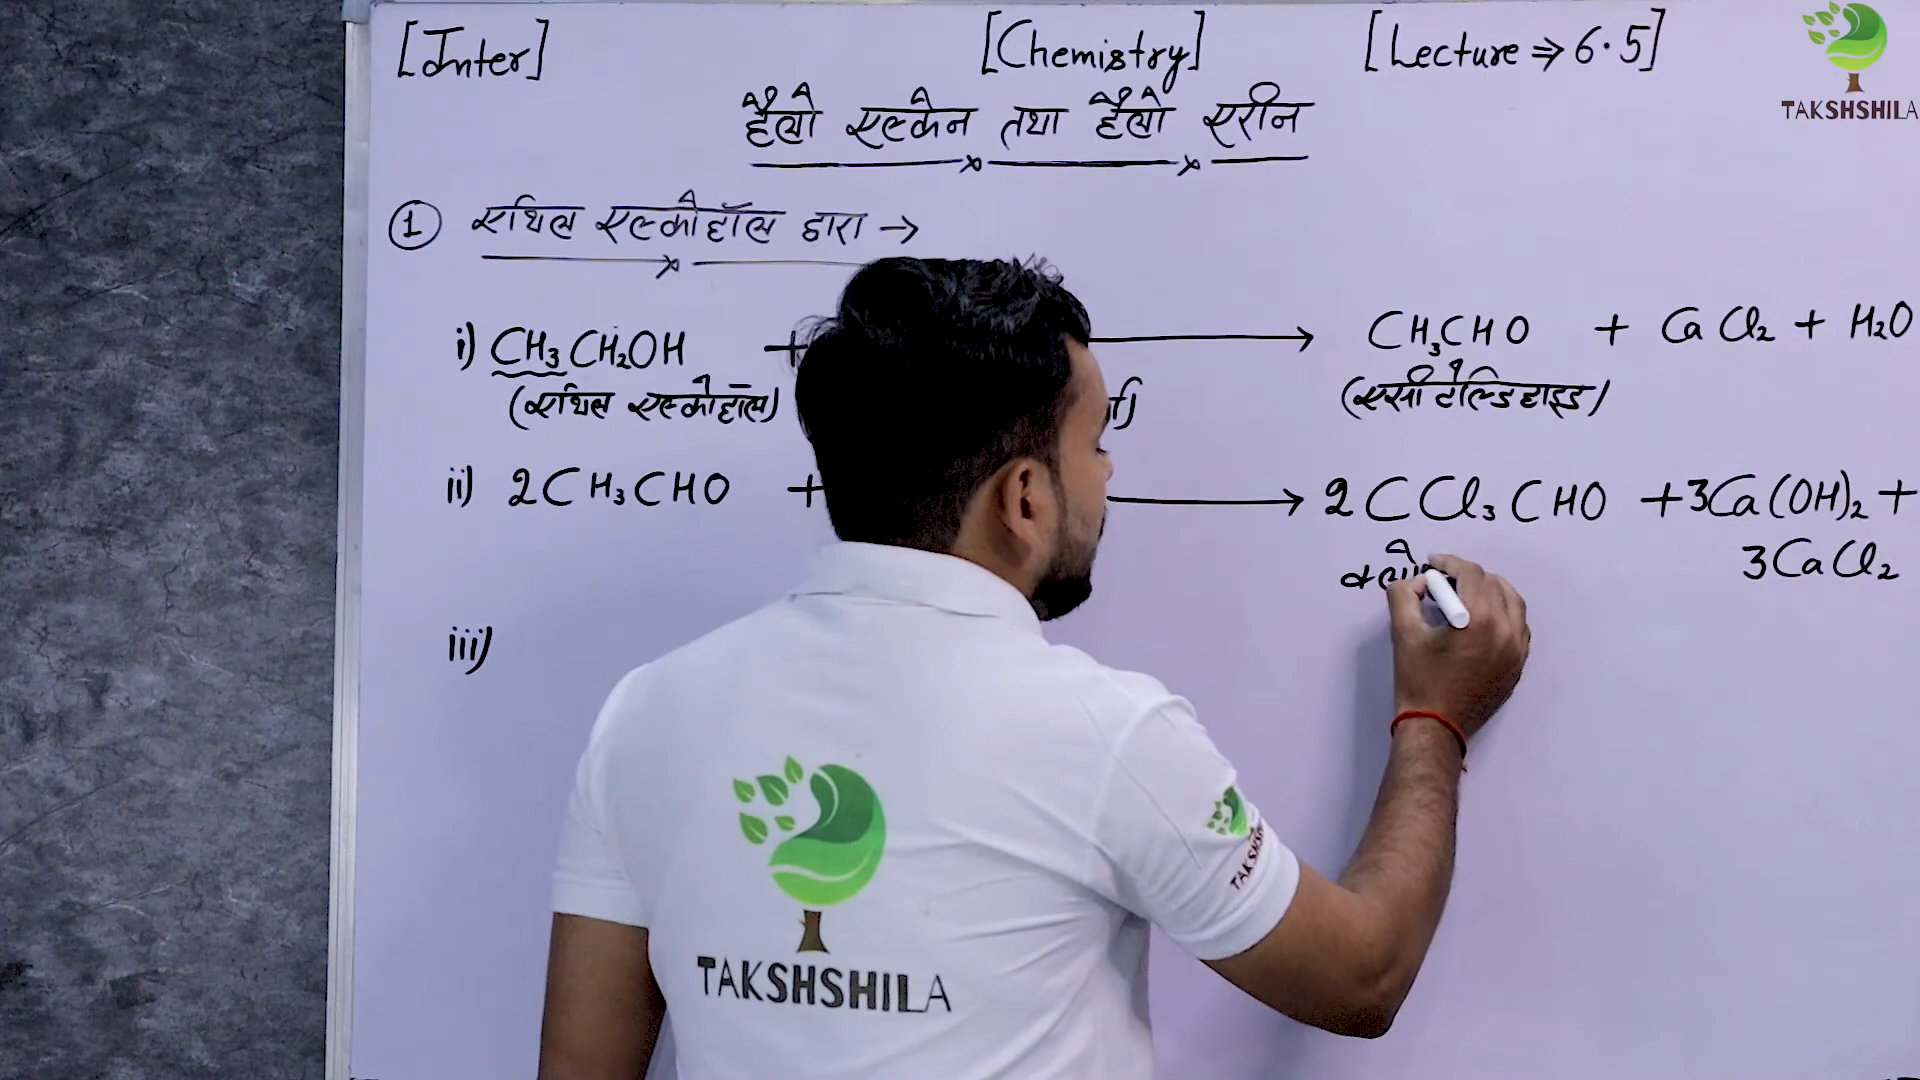 [Inter] [Chemistry] [Lecture ⇒ 6.5]
TAKSHSHILA
हैलो एल्केन तथा हैलो एरीन
① एथिल एल्कोहॉल द्वारा →
i) CH₃CH₂OH + → CH₃CHO + CaCl₂ + H₂O
(एथिल एल्कोहॉल) (एसीटेल्डिहाइड)
ii) 2CH₃CHO + → 2CCl₃CHO + 3Ca(OH)₂ +
3CaCl₂
iii)
TAKSHSHILA